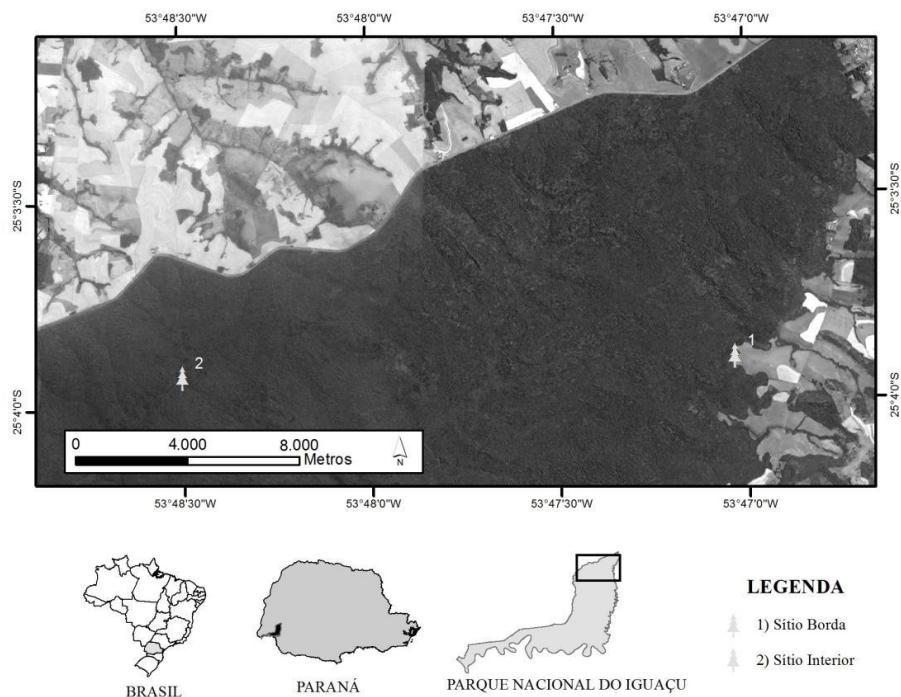 53°48'30"W 53°48'0"W 53°47'30"W 53°47'0"W
25°3'30"S
25°3'30"S
1
2
25°4'0"S
25°4'0"S
0 4.000 8.000
Metros
N
53°48'30"W 53°48'0"W 53°47'30"W 53°47'0"W
LEGENDA
1) Sítio Borda
2) Sítio Interior
BRASIL
PARANÁ
PARQUE NACIONAL DO IGUAÇU